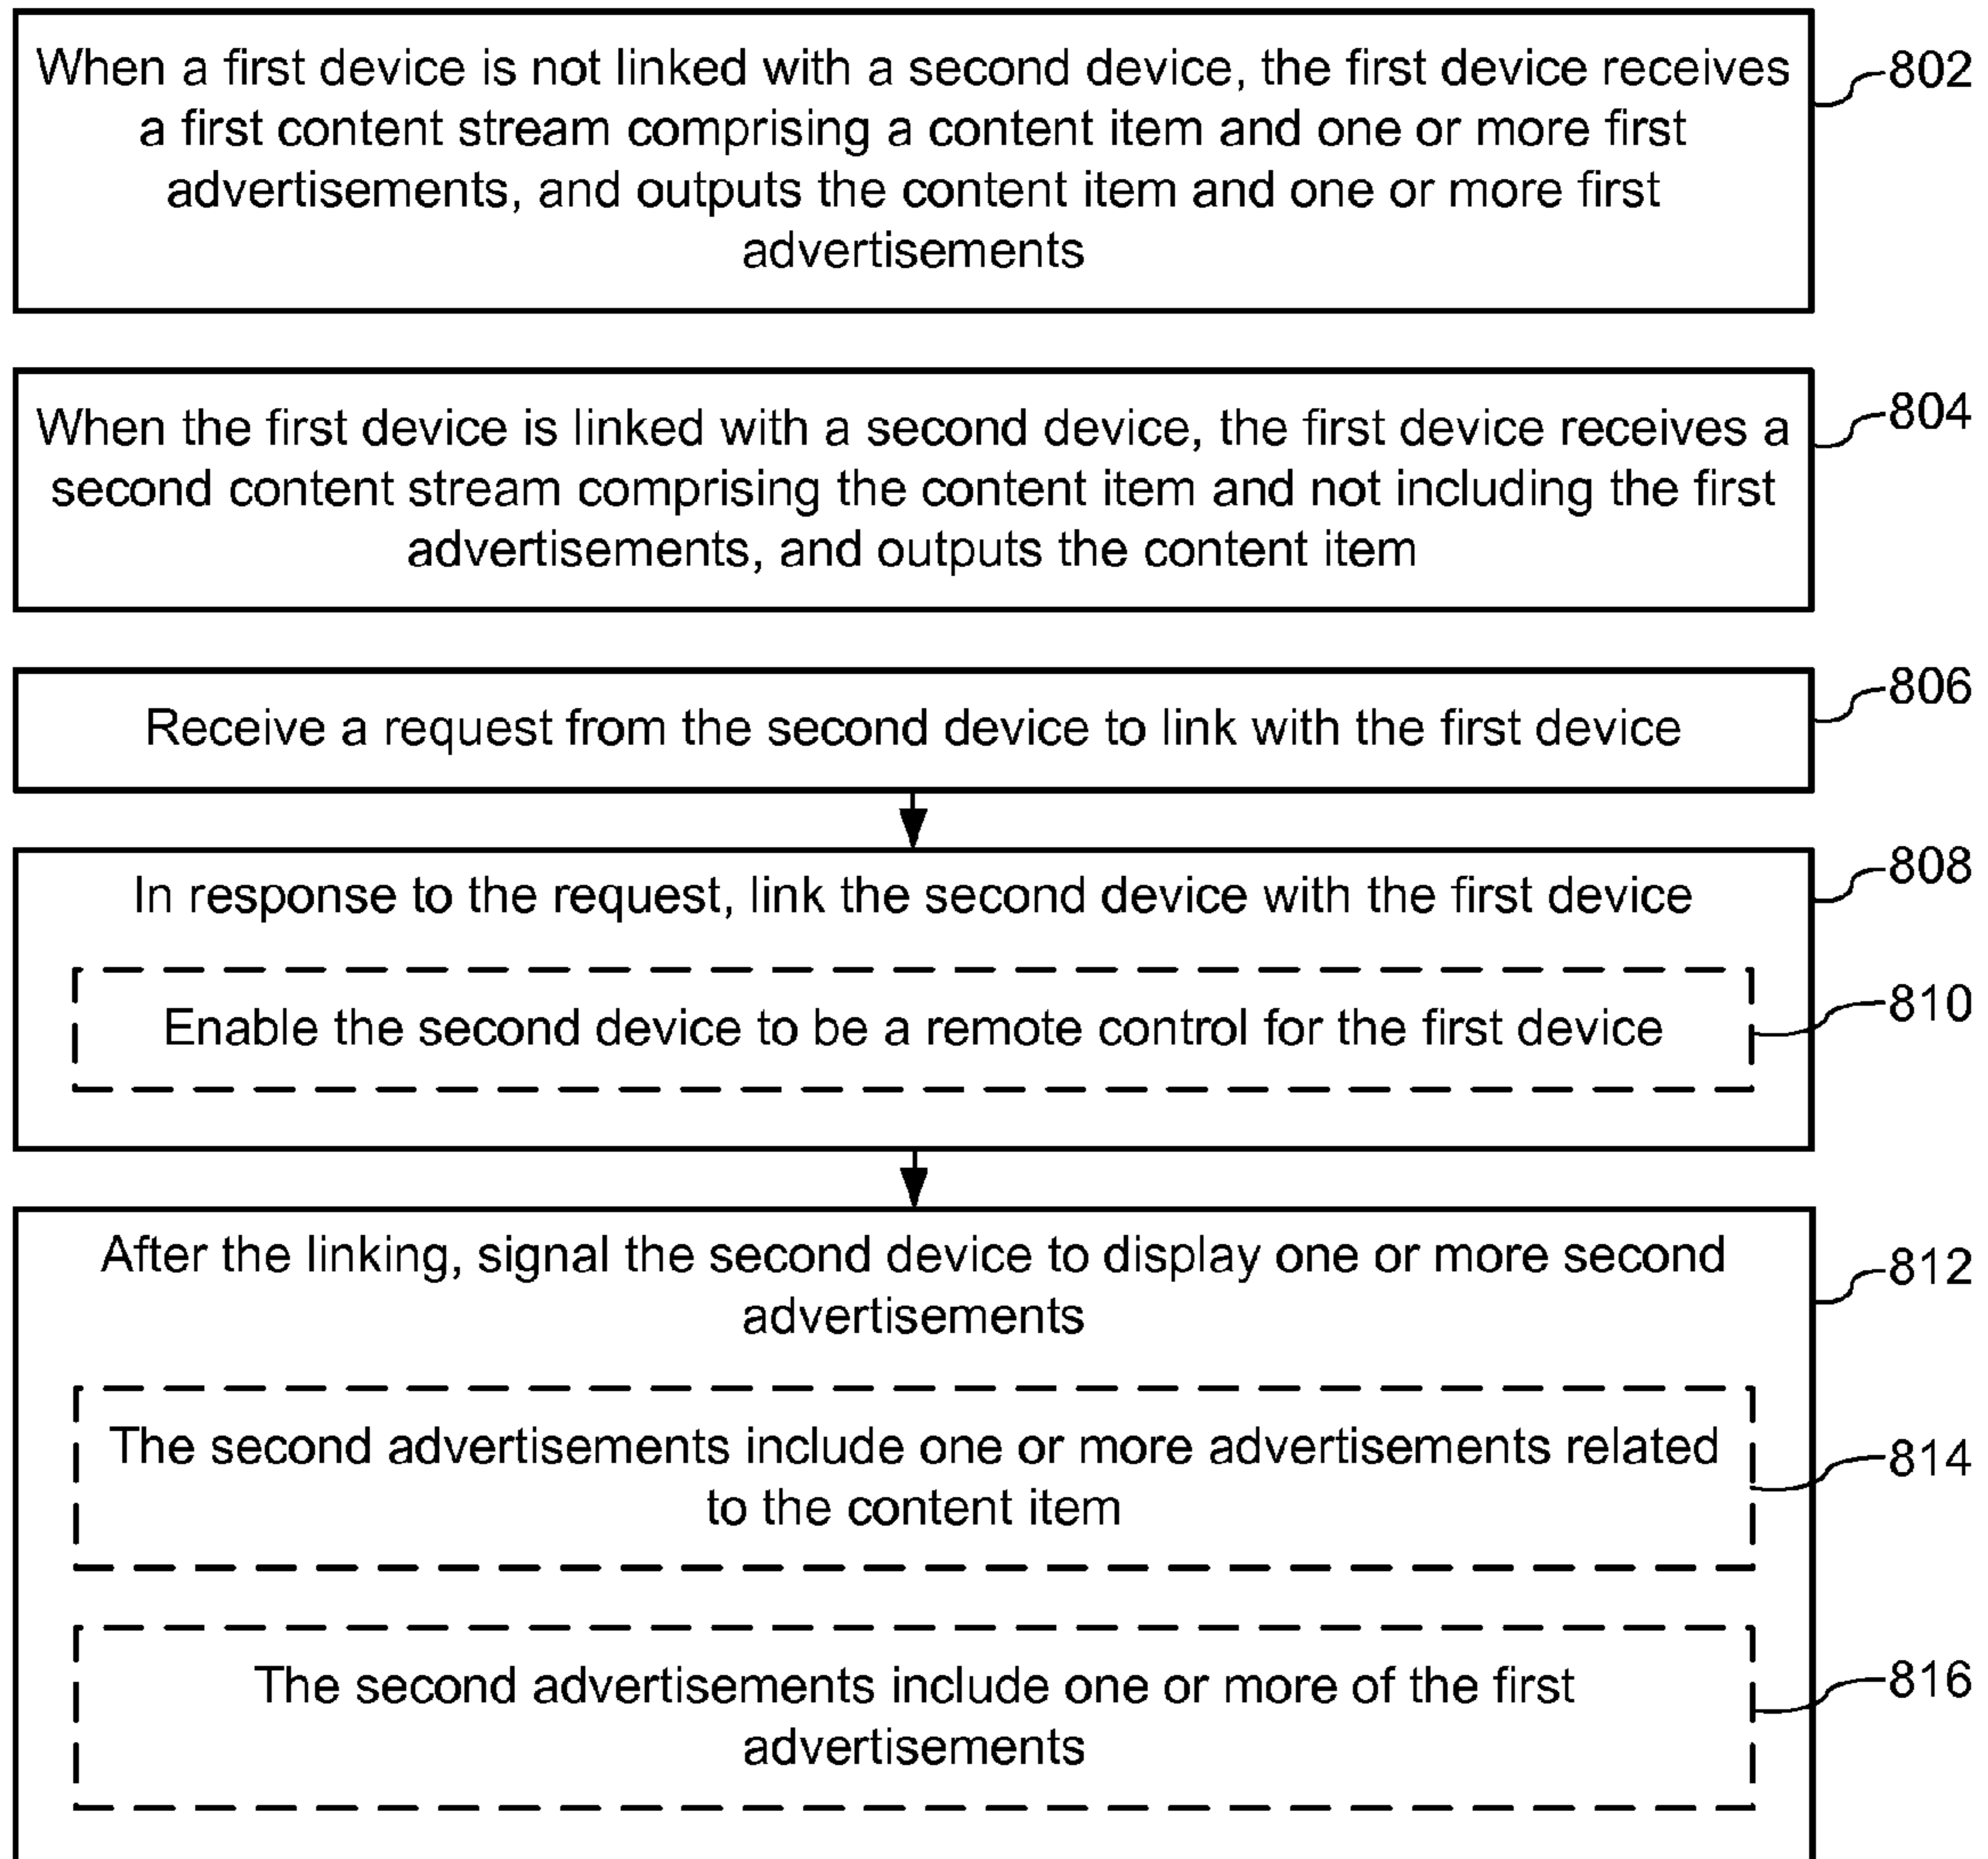 When a first device is not linked with a second device, the first device receives
a first content stream comprising a content item and one or more first
advertisements, and outputs the content item and one or more first
advertisements
802
When the first device is linked with a second device, the first device receives a
second content stream comprising the content item and not including the first
advertisements, and outputs the content item
804
Receive a request from the second device to link with the first device
806
In response to the request, link the second device with the first device
808
Enable the second device to be a remote control for the first device
810
After the linking, signal the second device to display one or more second
advertisements
812
The second advertisements include one or more advertisements related
to the content item
814
The second advertisements include one or more of the first
advertisements
816